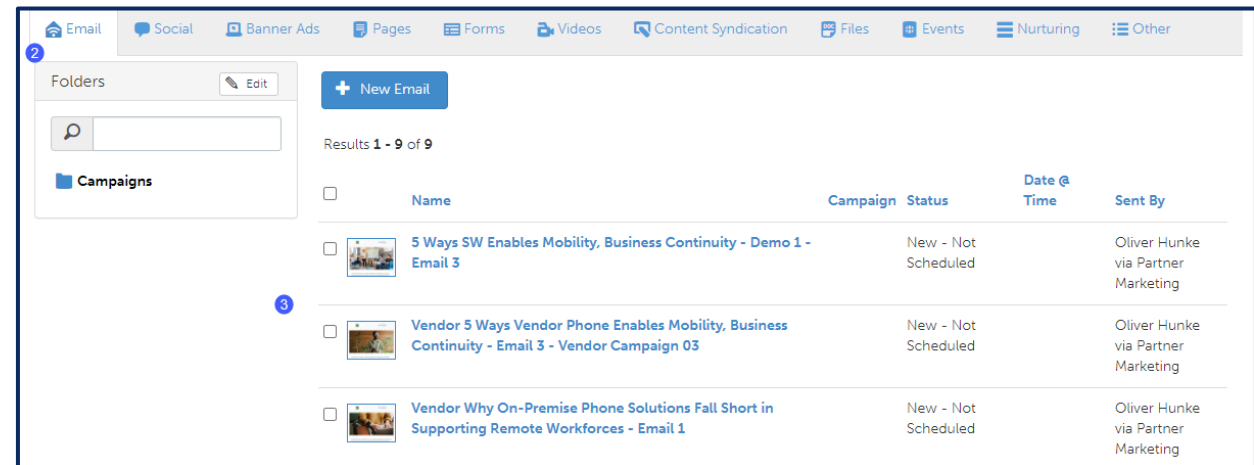 Email Social Banner Ads Pages Forms Videos Content Syndication Files Events Nurturing Other
2
Folders Edit
New Email
Results 1 - 9 of 9
Campaigns
Name Campaign Status Date @ Time Sent By
5 Ways SW Enables Mobility, Business Continuity - Demo 1 -
Email 3
New - Not
Scheduled
Oliver Hunke
via Partner
Marketing
3
Vendor 5 Ways Vendor Phone Enables Mobility, Business
Continuity - Email 3 - Vendor Campaign 03
New - Not
Scheduled
Oliver Hunke
via Partner
Marketing
Vendor Why On-Premise Phone Solutions Fall Short in
Supporting Remote Workforces - Email 1
New - Not
Scheduled
Oliver Hunke
via Partner
Marketing